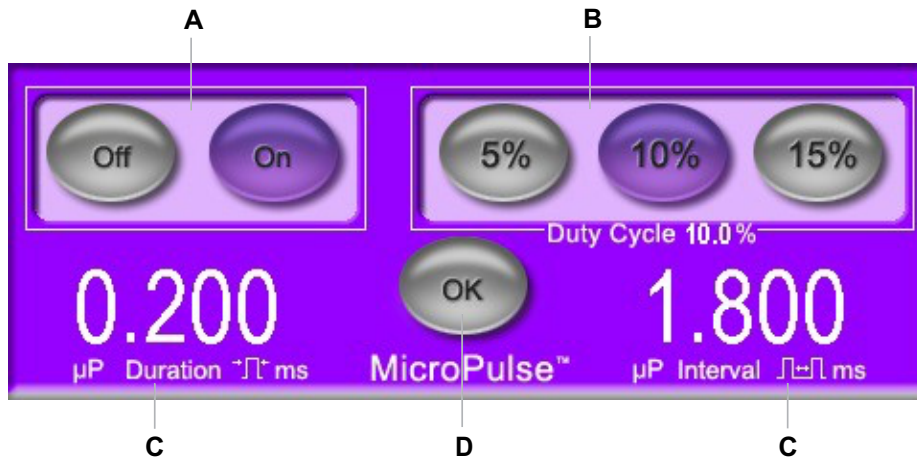 A B
Off On 5% 10% 15%
Duty Cycle 10.0%
OK
0.200 1.800
µP Duration ms MicroPulse™ µP Interval ms
C D C